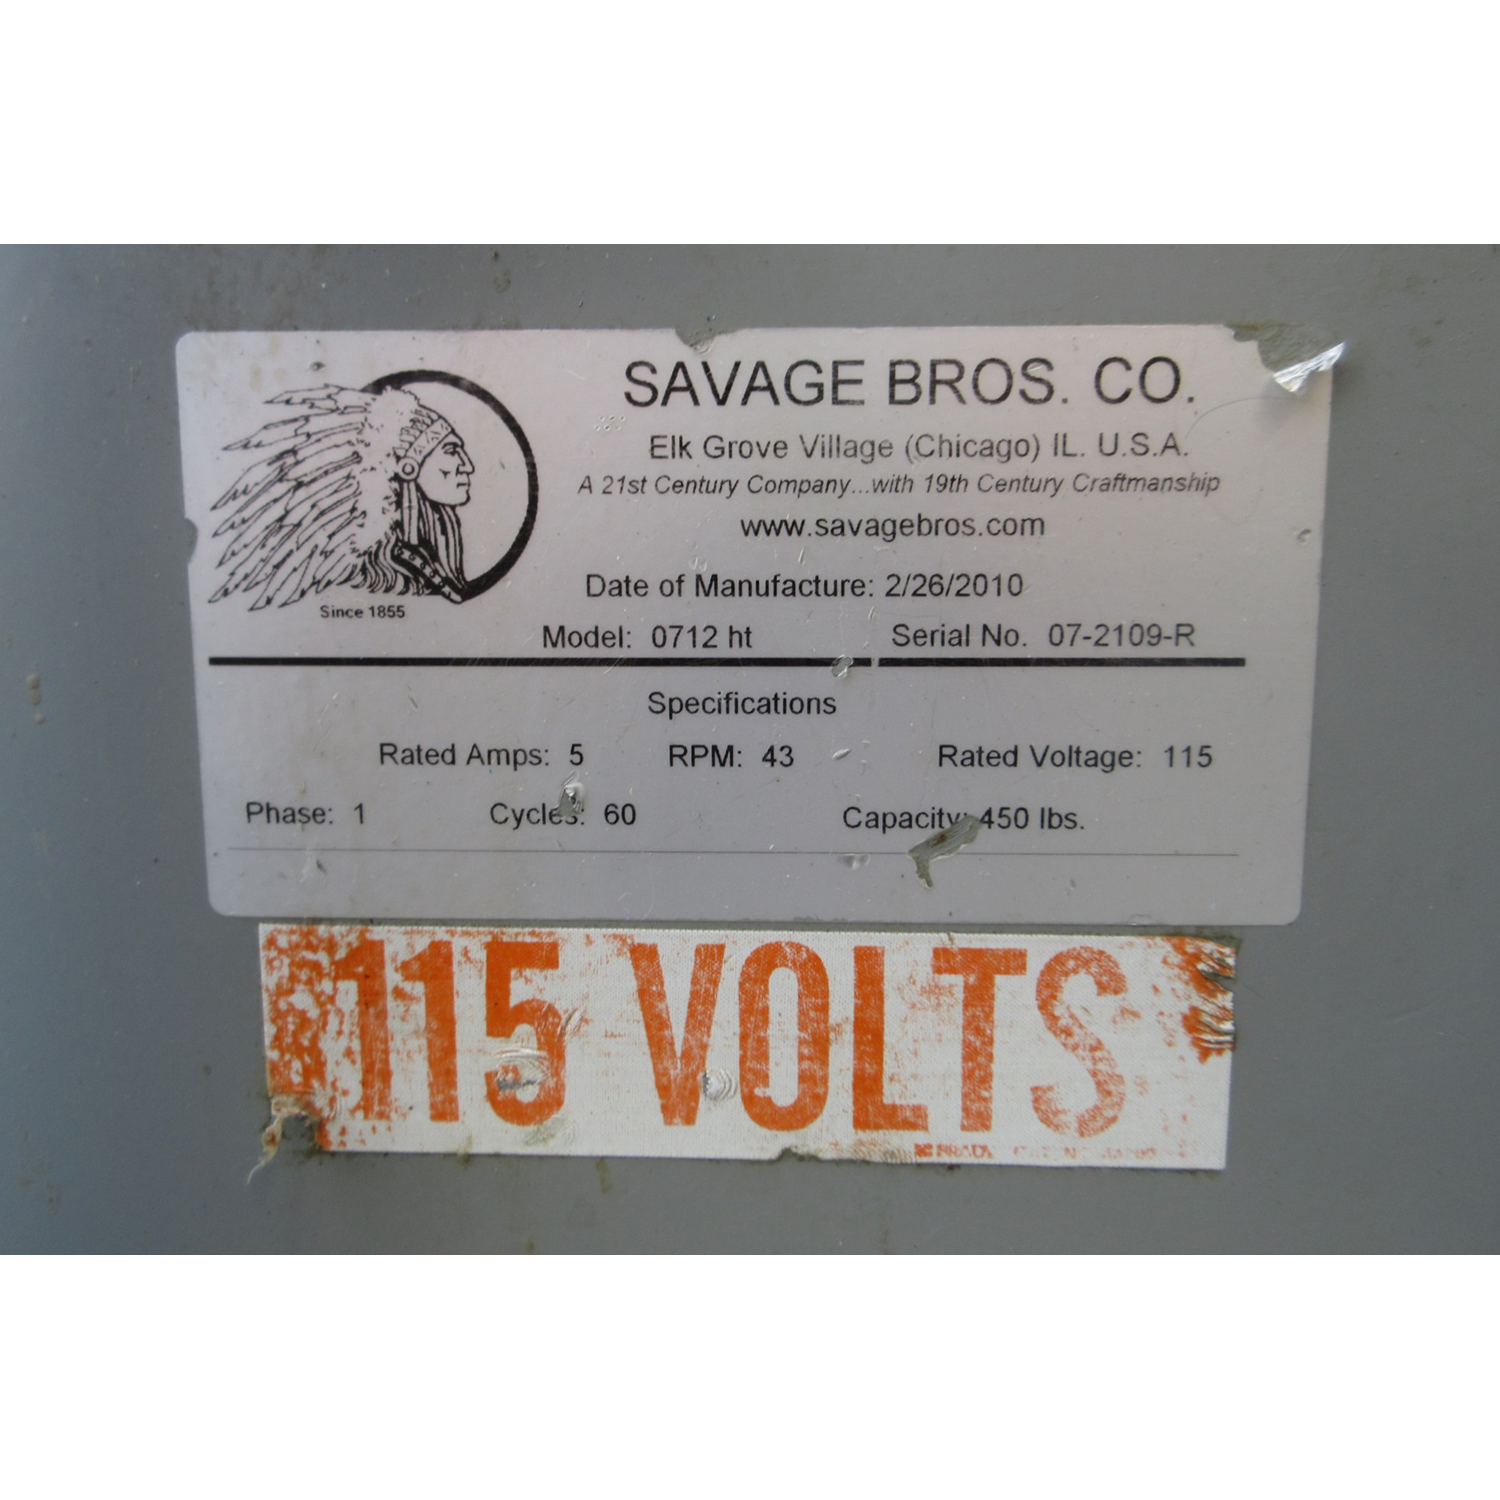 SAVAGE BROS. CO.
Elk Grove Village (Chicago) IL. U.S.A.
A 21st Century Company...with 19th Century Craftmanship
www.savagebros.com
Date of Manufacture: 2/26/2010
Since 1855
Model: 0712 ht Serial No. 07-2109-R
Specifications
Rated Amps: 5 RPM: 43 Rated Voltage: 115
Phase: 1 Cycles: 60 Capacity: 450 lbs.
115 VOLTS
BRADY